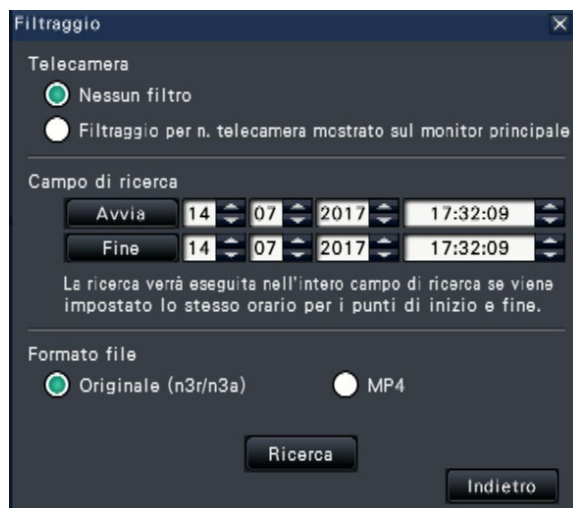 Filtraggio
Telecamera
Nessun filtro
Filtraggio per n. telecamera mostrato sul monitor principale
Campo di ricerca
Avvia 14 07 2017 17:32:09
Fine 14 07 2017 17:32:09
La ricerca verrà eseguita nell'intero campo di ricerca se viene
impostato lo stesso orario per i punti di inizio e fine.
Formato file
Originale (n3r/n3a) MP4
Ricerca
Indietro